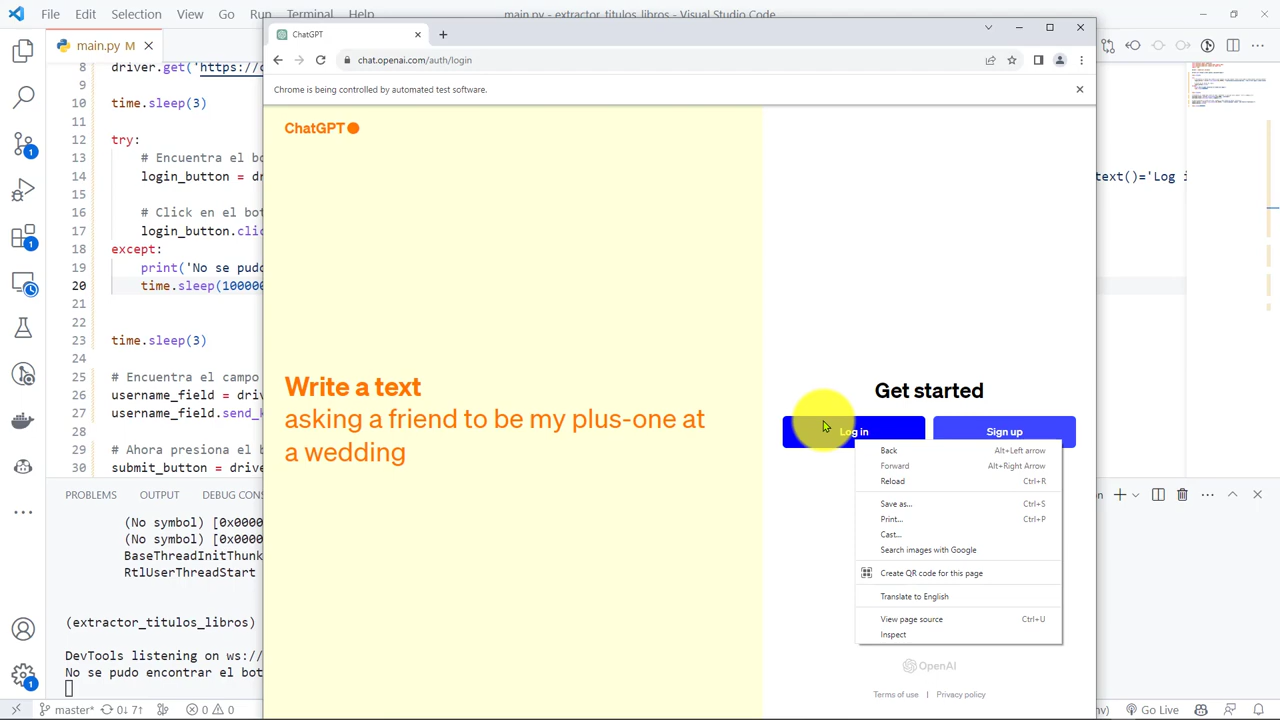 File Edit Selection View Go Run Terminal Help main.py - extractor_titulos_libros - Visual Studio Code
main.py M
8 driver.get('https://c
9
10 time.sleep(3)
11
12 try:
13 # Encuentra el bo
14 login_button = dr text()='Log i
15
16 # Click en el bot
17 login_button.clic
18 except:
19 print('No se pudo
20 time.sleep(100000
21
22
23 time.sleep(3)
24
25 # Encuentra el campo
26 username_field = driv
27 username_field.send_k
28
29 # Ahora presiona el b
30 submit_button = drive
PROBLEMS OUTPUT DEBUG CON
(No symbol) [0x0000
(No symbol) [0x0000
BaseThreadInitThunk
RtlUserThreadStart
(extractor_titulos_libros)
DevTools listening on ws://
No se pudo encontrar el bot
master* 0↓ 7↑ 0 0 nv) Go Live
ChatGPT
chat.openai.com/auth/login
Chrome is being controlled by automated test software.
ChatGPT
Write a text
asking a friend to be my plus-one at
a wedding
Get started
Log in Sign up
Back Alt+Left arrow
Forward Alt+Right Arrow
Reload Ctrl+R
Save as... Ctrl+S
Print... Ctrl+P
Cast...
Search images with Google
Create QR code for this page
Translate to English
View page source Ctrl+U
Inspect
OpenAI
Terms of use | Privacy policy